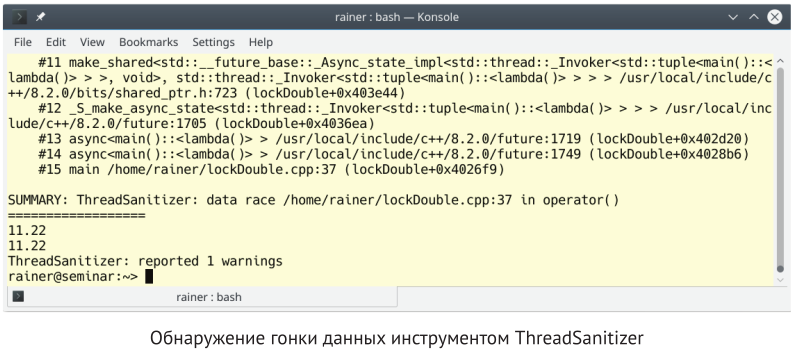 rainer : bash — Konsole
File Edit View Bookmarks Settings Help
#11 make_shared<std::__future_base::_Async_state_impl<std::thread::_Invoker<std::tuple<main()::<
lambda()> > >, void>, std::thread::_Invoker<std::tuple<main()::<lambda()> > > > /usr/local/include/c
++/8.2.0/bits/shared_ptr.h:723 (lockDouble+0x403e44)
#12 _S_make_async_state<std::thread::_Invoker<std::tuple<main()::<lambda()> > > > /usr/local/inc
lude/c++/8.2.0/future:1705 (lockDouble+0x4036ea)
#13 async<main()::<lambda()> > /usr/local/include/c++/8.2.0/future:1719 (lockDouble+0x402d20)
#14 async<main()::<lambda()> > /usr/local/include/c++/8.2.0/future:1749 (lockDouble+0x4028b6)
#15 main /home/rainer/lockDouble.cpp:37 (lockDouble+0x4026f9)
SUMMARY: ThreadSanitizer: data race /home/rainer/lockDouble.cpp:37 in operator()
==================
11.22
11.22
ThreadSanitizer: reported 1 warnings
rainer@seminar:~>
rainer : bash
Обнаружение гонки данных инструментом ThreadSanitizer